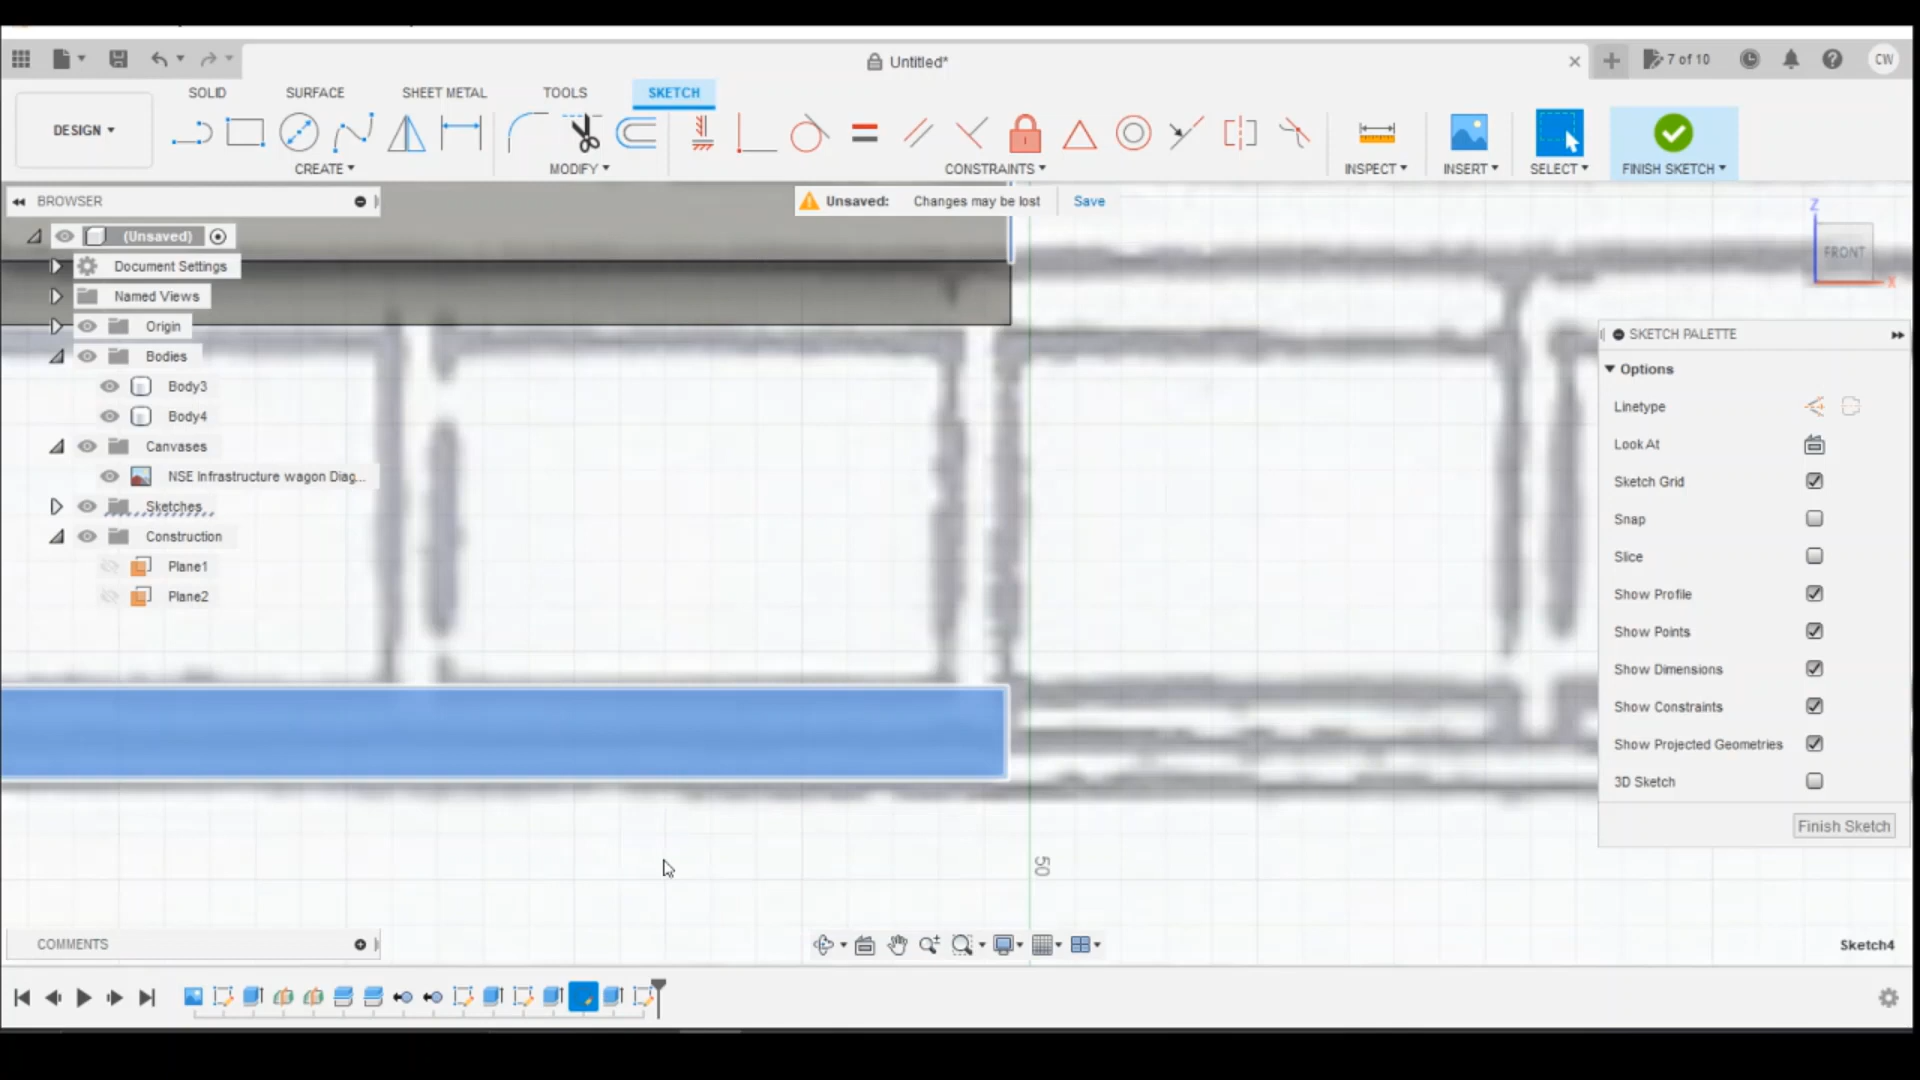 Untitled*
7 of 10
CW
SOLID
SURFACE
SHEET METAL
TOOLS
SKETCH
DESIGN
CREATE
MODIFY
CONSTRAINTS
INSPECT
INSERT
SELECT
FINISH SKETCH
BROWSER
Unsaved:
Changes may be lost
Save
(Unsaved)
Document Settings
Named Views
Origin
Bodies
Body3
Body4
Canvases
NSE Infrastructure wagon Diag...
Sketches
Construction
Plane1
Plane2
Z
FRONT
X
SKETCH PALETTE
Options
Linetype
Look At
Sketch Grid
Snap
Slice
Show Profile
Show Points
Show Dimensions
Show Constraints
Show Projected Geometries
3D Sketch
Finish Sketch
50
COMMENTS
Sketch4